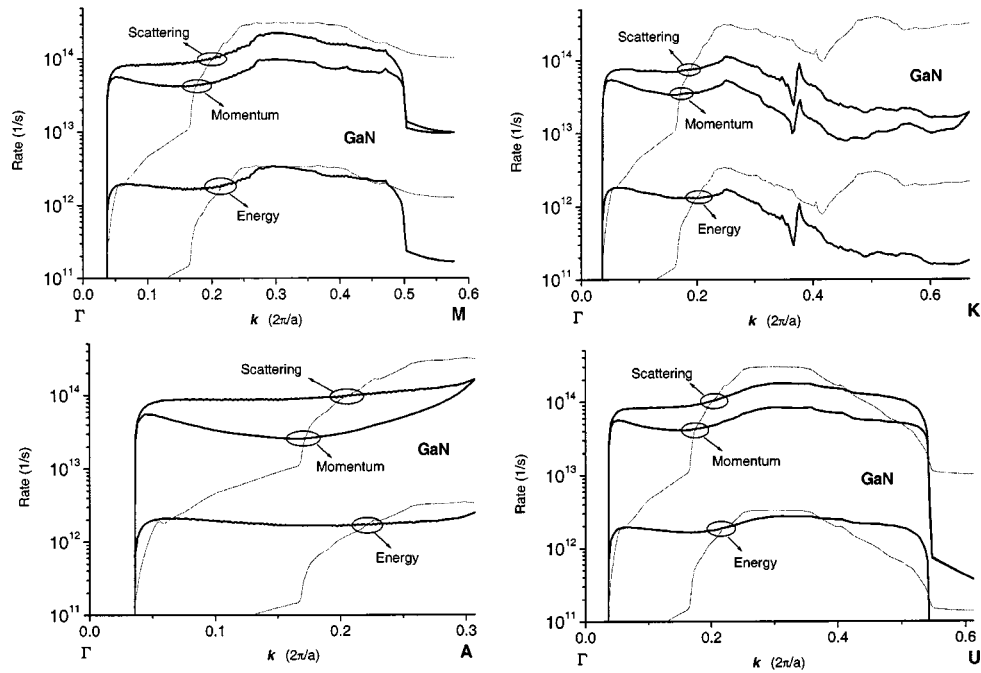 Scattering
10^14
Momentum
10^13
GaN
Rate (1/s)
10^12
Energy
10^11
0.0 0.1 0.2 0.3 0.4 0.5 0.6
Γ k (2π/a) M
Scattering
10^14
GaN
Momentum
10^13
Rate (1/s)
10^12
Energy
10^11
0.0 0.2 0.4 0.6
Γ k (2π/a) K
Scattering
10^14
GaN
Momentum
10^13
Rate (1/s)
10^12
Energy
10^11
0.0 0.1 0.2 0.3
Γ k (2π/a) A
Scattering
10^14
Momentum
10^13
GaN
Rate (1/s)
10^12
Energy
10^11
0.0 0.2 0.4 0.6
Γ k (2π/a) U